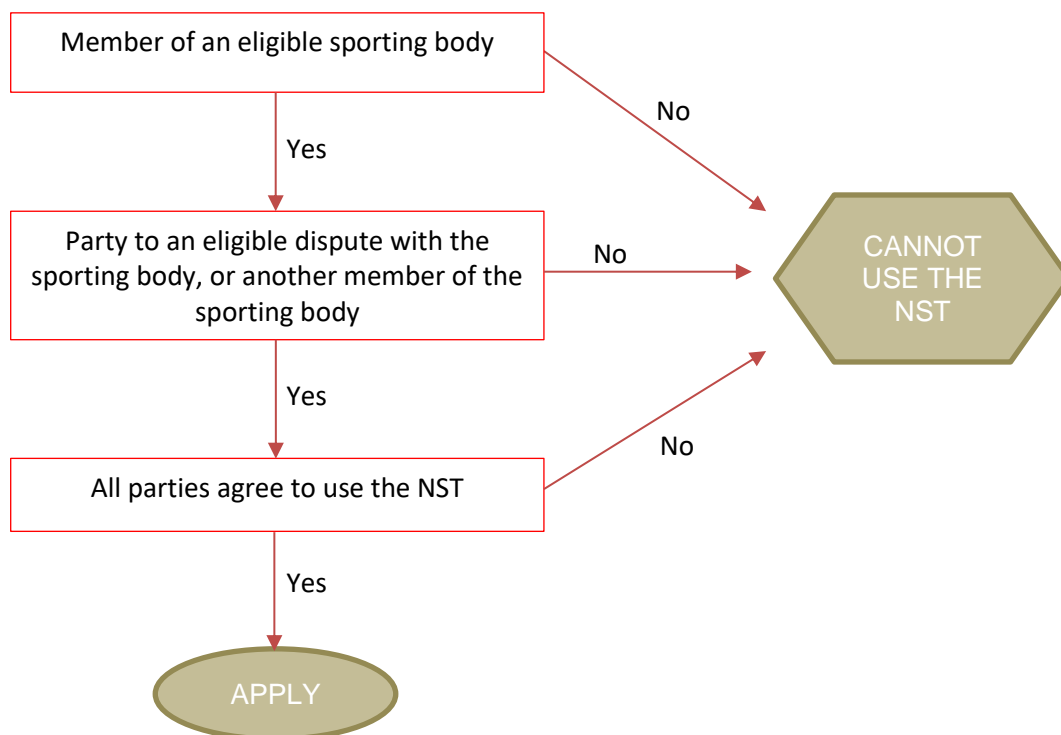 Member of an eligible sporting body
No
Yes
Party to an eligible dispute with the
sporting body, or another member of the
sporting body
No
CANNOT
USE THE
NST
Yes
All parties agree to use the NST
No
Yes
APPLY